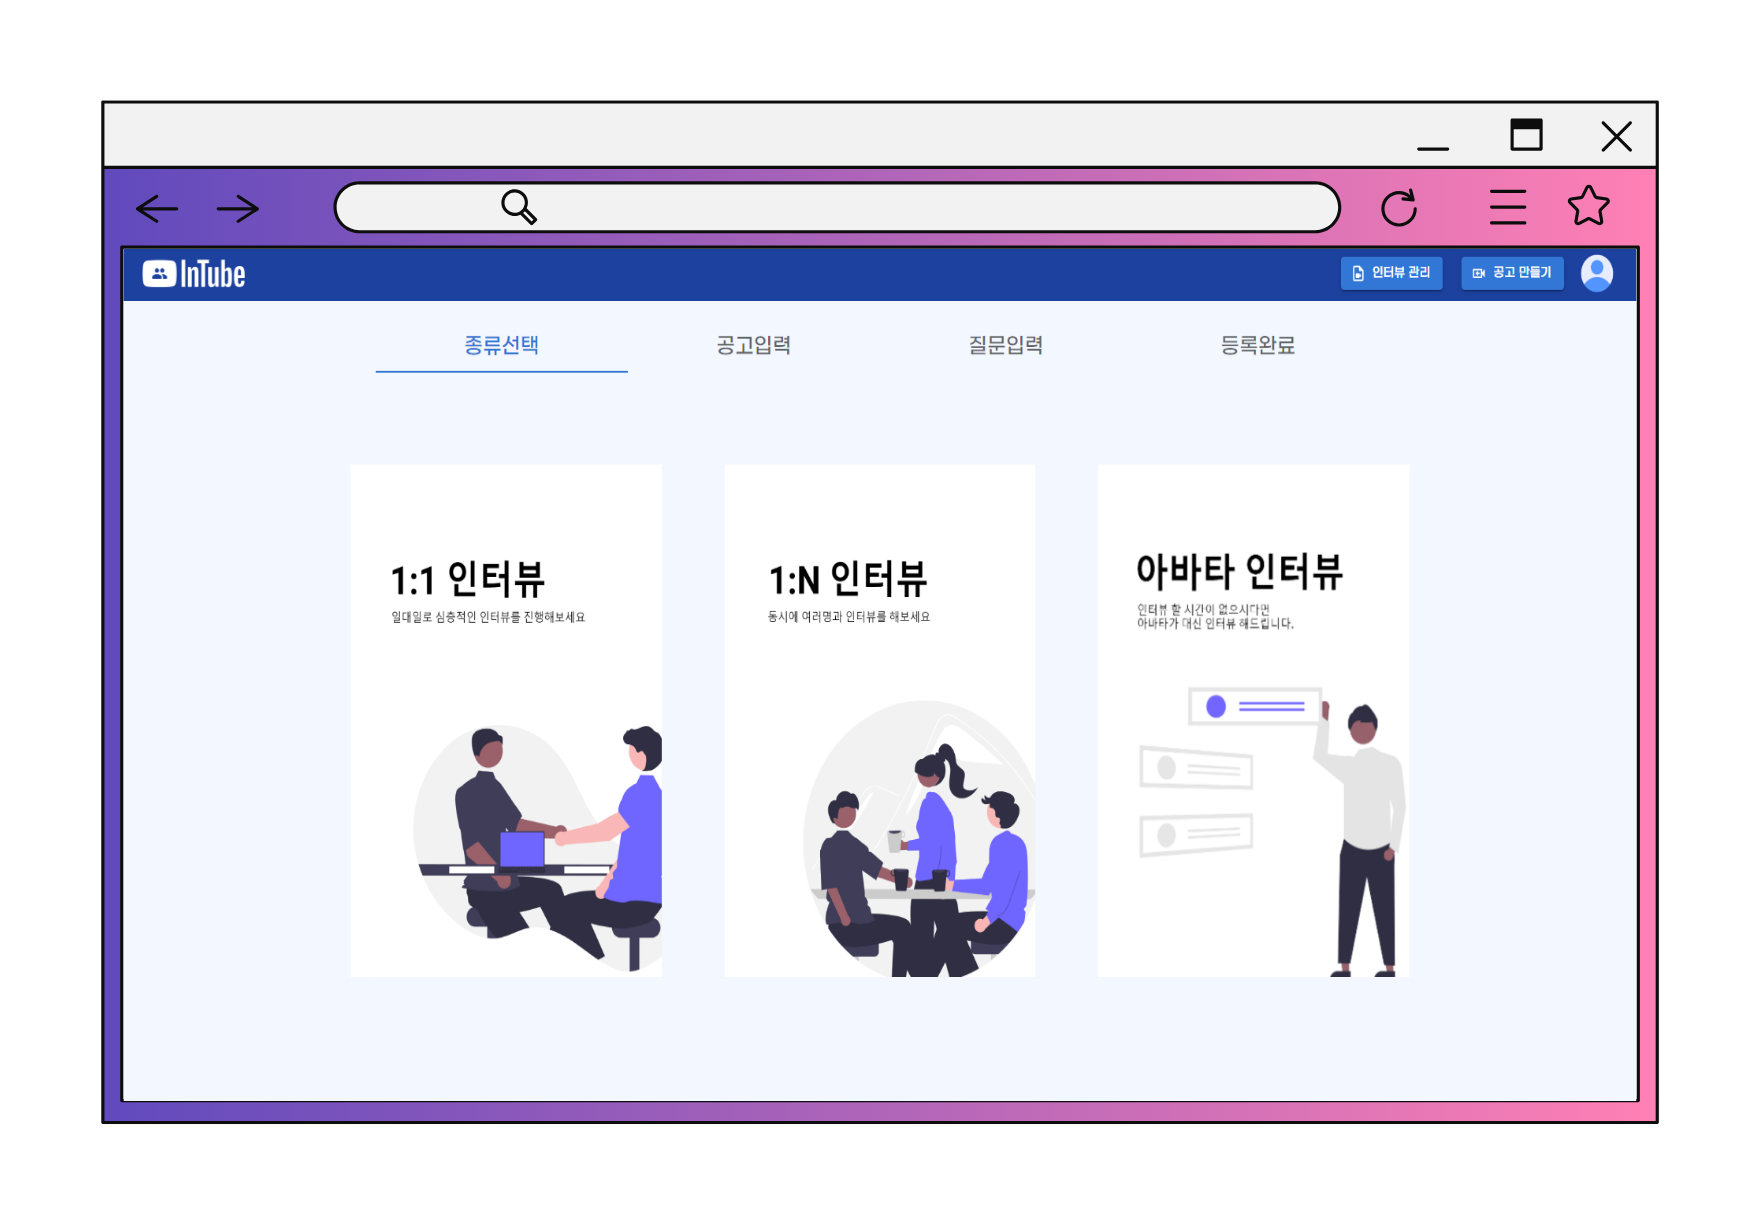 InTube
인터뷰 관리
공고 만들기
종류선택
공고입력
질문입력
등록완료
1:1 인터뷰
일대일로 심층적인 인터뷰를 진행해보세요
1:N 인터뷰
동시에 여러명과 인터뷰를 해보세요
아바타 인터뷰
인터뷰 할 시간이 없으시다면
아바타가 대신 인터뷰 해드립니다.